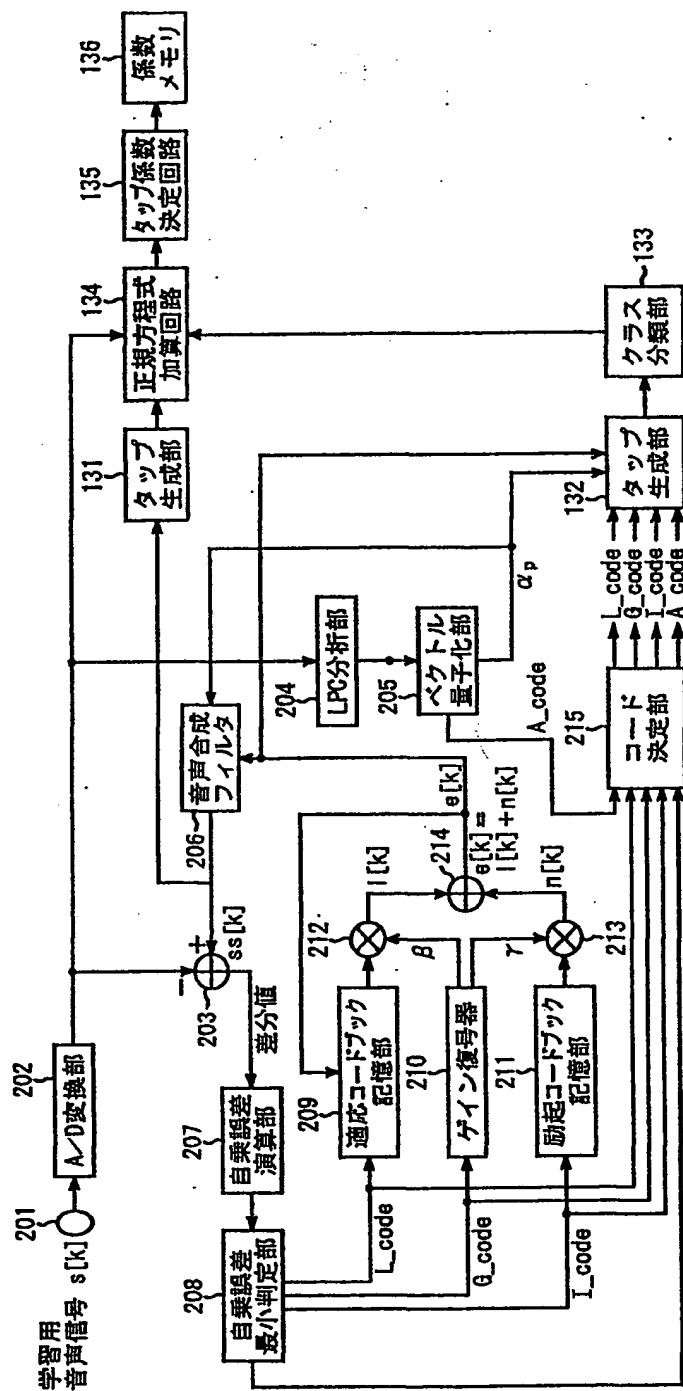 学習用
音声信号 s[k]
201
202
A/D変換部
203
−
+
ss[k]
差分値
204
LPC分析部
205
ベクトル
量子化部
αp
A_code
206
音声合成
フィルタ
207
自乗誤差
演算部
208
自乗誤差
最小判定部
L_code
G_code
I_code
209
適応コードブック
記憶部
210
ゲイン復号器
211
励起コードブック
記憶部
212
l[k]
β
γ
213
n[k]
214
e[k]
e[k] =
l[k] + n[k]
215
コード
決定部
L_code
G_code
I_code
A_code
131
タップ
生成部
132
タップ
生成部
133
クラス
分類部
134
正規方程式
加算回路
135
タップ係数
決定回路
136
係数
メモリ